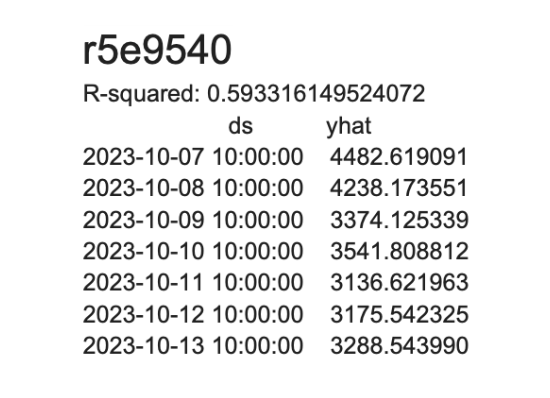 r5e9540
R-squared: 0.593316149524072
ds yhat
2023-10-07 10:00:00 4482.619091
2023-10-08 10:00:00 4238.173551
2023-10-09 10:00:00 3374.125339
2023-10-10 10:00:00 3541.808812
2023-10-11 10:00:00 3136.621963
2023-10-12 10:00:00 3175.542325
2023-10-13 10:00:00 3288.543990